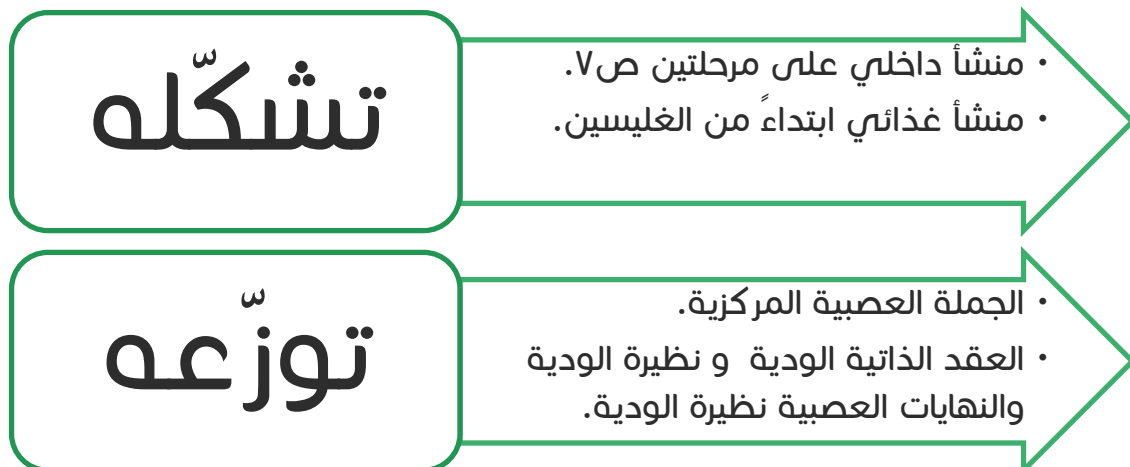 تشكّله
• منشأ داخلي على مرحلتين ص٧.
• منشأ غذائي ابتداءً من الغليسين.
توزّعه
• الجملة العصبية المركزية.
• العقد الذاتية الودية و نظيرة الودية
والنهايات العصبية نظيرة الودية.